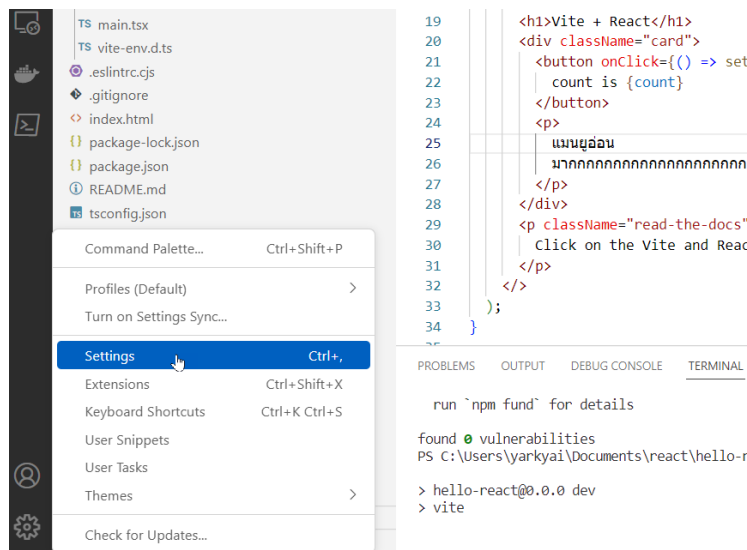 TS main.tsx
TS vite-env.d.ts
.eslintrc.cjs
.gitignore
<> index.html
{} package-lock.json
{} package.json
README.md
TS tsconfig.json
Command Palette... Ctrl+Shift+P
Profiles (Default)
Turn on Settings Sync...
Settings Ctrl+,
Extensions Ctrl+Shift+X
Keyboard Shortcuts Ctrl+K Ctrl+S
User Snippets
User Tasks
Themes
Check for Updates...
19 <h1>Vite + React</h1>
20 <div className="card">
21 <button onClick={() => set
22 count is {count}
23 </button>
24 <p>
25 แมนยูอ่อน
26 มากกกกกกกกกกกกกกกกกกกก
27 </p>
28 </div>
29 <p className="read-the-docs"
30 Click on the Vite and Reac
31 </p>
32 </>
33 );
34 }
PROBLEMS OUTPUT DEBUG CONSOLE TERMINAL
run `npm fund` for details
found 0 vulnerabilities
PS C:\Users\yarkyai\Documents\react\hello-r
> hello-react@0.0.0 dev
> vite